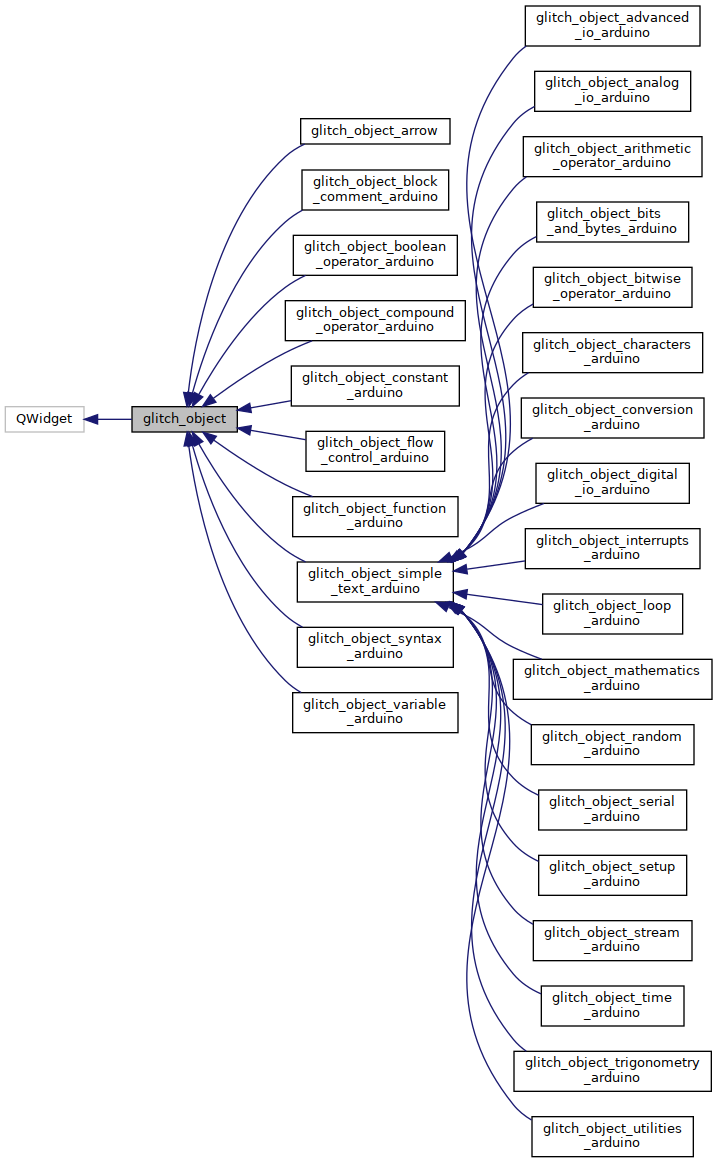 QWidget
glitch_object
glitch_object_arrow
glitch_object_block
_comment_arduino
glitch_object_boolean
_operator_arduino
glitch_object_compound
_operator_arduino
glitch_object_constant
_arduino
glitch_object_flow
_control_arduino
glitch_object_function
_arduino
glitch_object_simple
_text_arduino
glitch_object_syntax
_arduino
glitch_object_variable
_arduino
glitch_object_advanced
_io_arduino
glitch_object_analog
_io_arduino
glitch_object_arithmetic
_operator_arduino
glitch_object_bits
_and_bytes_arduino
glitch_object_bitwise
_operator_arduino
glitch_object_characters
_arduino
glitch_object_conversion
_arduino
glitch_object_digital
_io_arduino
glitch_object_interrupts
_arduino
glitch_object_loop
_arduino
glitch_object_mathematics
_arduino
glitch_object_random
_arduino
glitch_object_serial
_arduino
glitch_object_setup
_arduino
glitch_object_stream
_arduino
glitch_object_time
_arduino
glitch_object_trigonometry
_arduino
glitch_object_utilities
_arduino